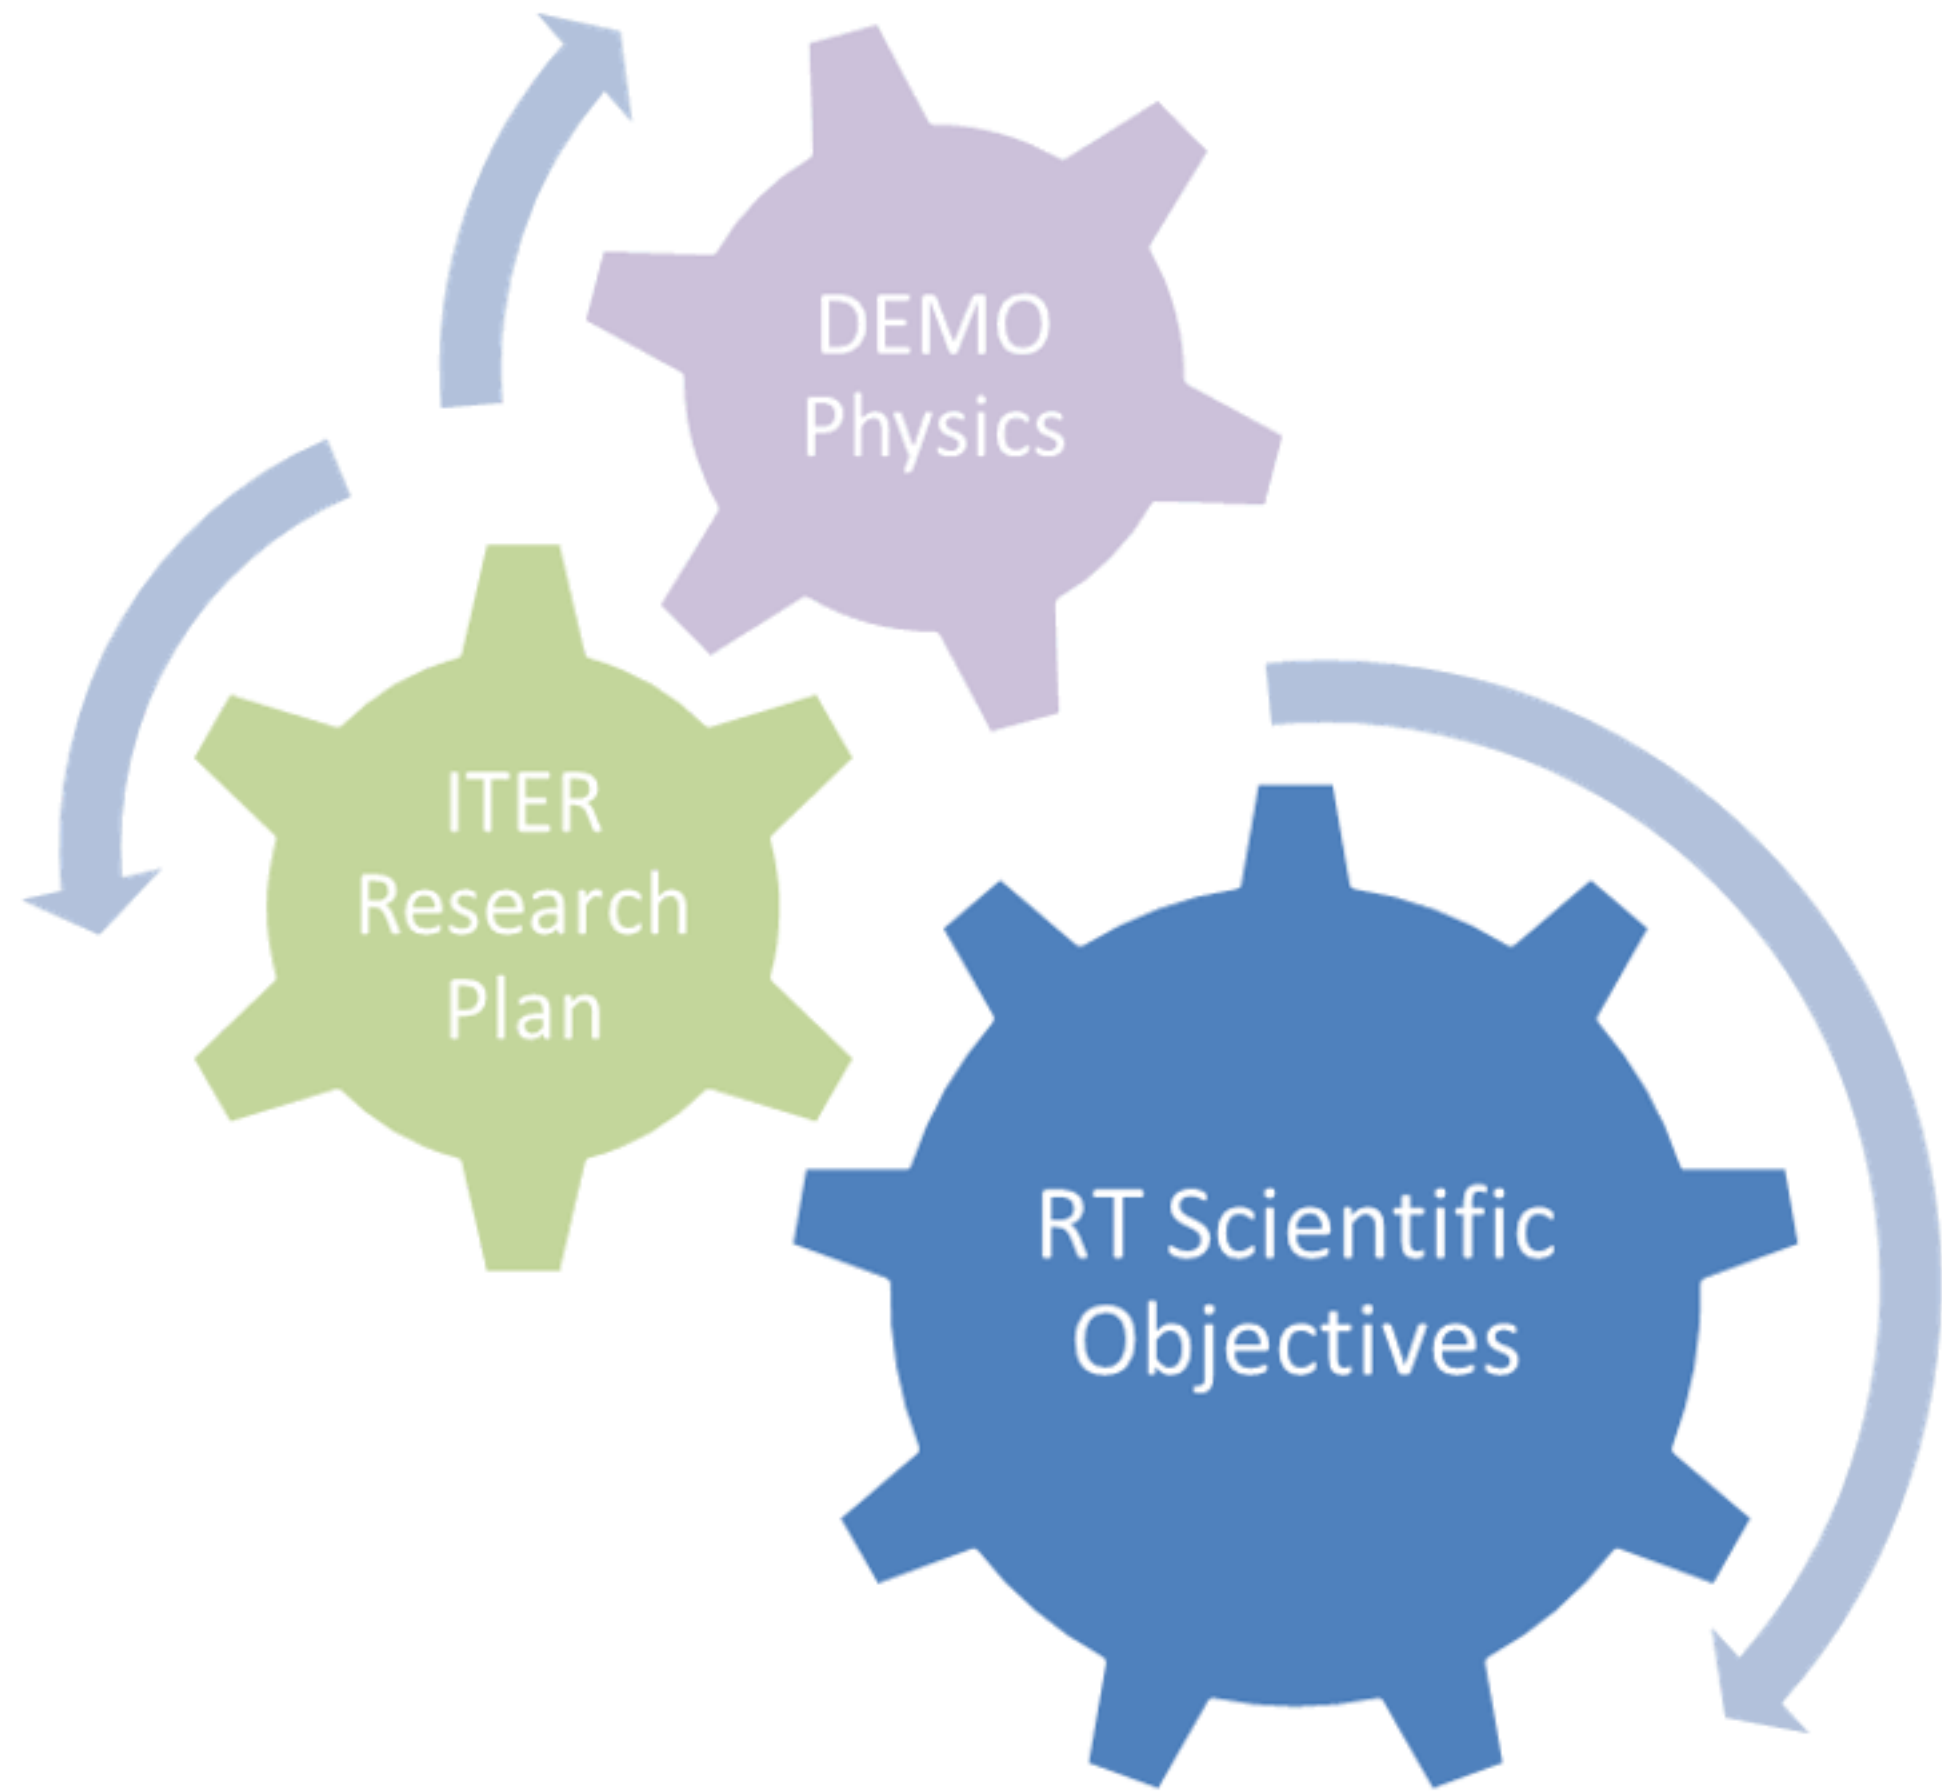 DEMO
Physics
ITER
Research
Plan
RT Scientific
Objectives